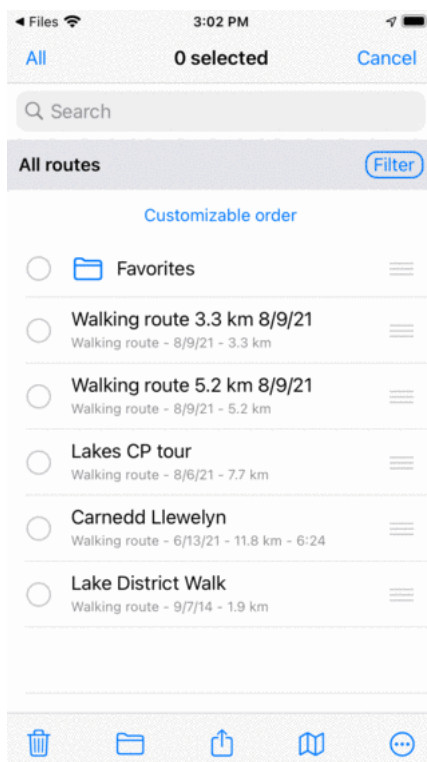 Files
3:02 PM
All
0 selected
Cancel
Search
All routes
Filter
Customizable order
Favorites
Walking route 3.3 km 8/9/21
Walking route - 8/9/21 - 3.3 km
Walking route 5.2 km 8/9/21
Walking route - 8/9/21 - 5.2 km
Lakes CP tour
Walking route - 8/6/21 - 7.7 km
Carnedd Llewelyn
Walking route - 6/13/21 - 11.8 km - 6:24
Lake District Walk
Walking route - 9/7/14 - 1.9 km